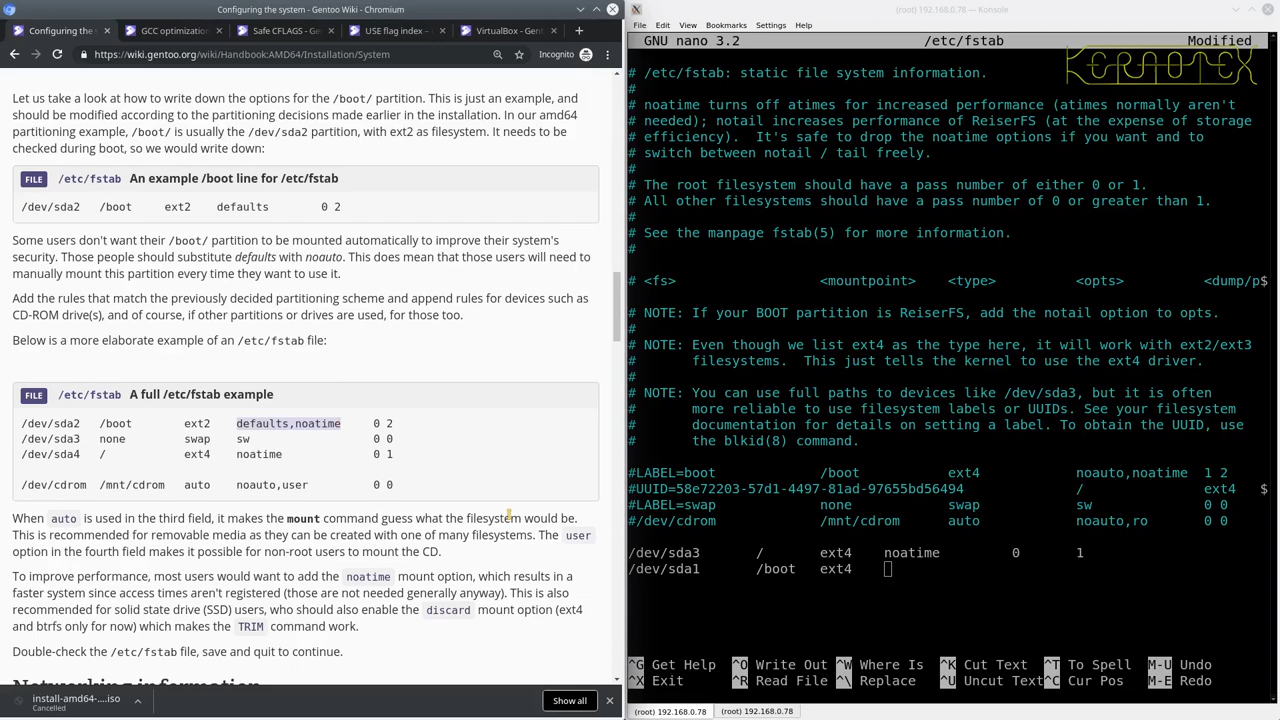 Configuring the system - Gentoo Wiki - Chromium
Configuring the
GCC optimization
Safe CFLAGS - G
USE flag index –
VirtualBox – Gen
https://wiki.gentoo.org/wiki/Handbook:AMD64/Installation/System
Incognito
Let us take a look at how to write down the options for the /boot/ partition. This is just an example, and
should be modified according to the partitioning decisions made earlier in the installation. In our amd64
partitioning example, /boot/ is usually the /dev/sda2 partition, with ext2 as filesystem. It needs to be
checked during boot, so we would write down:
FILE /etc/fstab An example /boot line for /etc/fstab
/dev/sda2 /boot ext2 defaults 0 2
Some users don't want their /boot/ partition to be mounted automatically to improve their system's
security. Those people should substitute defaults with noauto. This does mean that those users will need to
manually mount this partition every time they want to use it.
Add the rules that match the previously decided partitioning scheme and append rules for devices such as
CD-ROM drive(s), and of course, if other partitions or drives are used, for those too.
Below is a more elaborate example of an /etc/fstab file:
FILE /etc/fstab A full /etc/fstab example
/dev/sda2 /boot ext2 defaults,noatime 0 2
/dev/sda3 none swap sw 0 0
/dev/sda4 / ext4 noatime 0 1
/dev/cdrom /mnt/cdrom auto noauto,user 0 0
When auto is used in the third field, it makes the mount command guess what the filesystem would be.
This is recommended for removable media as they can be created with one of many filesystems. The user
option in the fourth field makes it possible for non-root users to mount the CD.
To improve performance, most users would want to add the noatime mount option, which results in a
faster system since access times aren't registered (those are not needed generally anyway). This is also
recommended for solid state drive (SSD) users, who should also enable the discard mount option (ext4
and btrfs only for now) which makes the TRIM command work.
Double-check the /etc/fstab file, save and quit to continue.
Networking information
install-amd64-....iso
Cancelled
Show all
(root) 192.168.0.78 — Konsole
File Edit View Bookmarks Settings Help
GNU nano 3.2 /etc/fstab Modified
KERNOTEX
# /etc/fstab: static file system information.
#
# noatime turns off atimes for increased performance (atimes normally aren't
# needed); notail increases performance of ReiserFS (at the expense of storage
# efficiency). It's safe to drop the noatime options if you want and to
# switch between notail / tail freely.
#
# The root filesystem should have a pass number of either 0 or 1.
# All other filesystems should have a pass number of 0 or greater than 1.
#
# See the manpage fstab(5) for more information.
#
# <fs> <mountpoint> <type> <opts> <dump/p$
# NOTE: If your BOOT partition is ReiserFS, add the notail option to opts.
#
# NOTE: Even though we list ext4 as the type here, it will work with ext2/ext3
# filesystems. This just tells the kernel to use the ext4 driver.
#
# NOTE: You can use full paths to devices like /dev/sda3, but it is often
# more reliable to use filesystem labels or UUIDs. See your filesystem
# documentation for details on setting a label. To obtain the UUID, use
# the blkid(8) command.
#LABEL=boot /boot ext4 noauto,noatime 1 2
#UUID=58e72203-57d1-4497-81ad-97655bd56494 / ext4 $
#LABEL=swap none swap sw 0 0
#/dev/cdrom /mnt/cdrom auto noauto,ro 0 0
/dev/sda3 / ext4 noatime 0 1
/dev/sda1 /boot ext4
^G Get Help ^O Write Out ^W Where Is ^K Cut Text ^T To Spell M-U Undo
^X Exit ^R Read File ^\ Replace ^U Uncut Text ^C Cur Pos M-E Redo
(root) 192.168.0.78 (root) 192.168.0.78